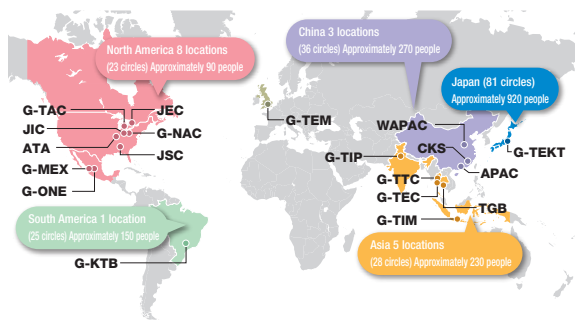 North America 8 locations
(23 circles) Approximately 90 people
China 3 locations
(36 circles) Approximately 270 people
Japan (81 circles)
Approximately 920 people
G-TAC
JEC
JIC
G-NAC
ATA
JSC
G-MEX
G-ONE
G-TEM
WAPAC
CKS
G-TIP
G-TEKT
G-TTC
APAC
G-TEC
TGB
G-TIM
South America 1 location
(25 circles) Approximately 150 people
G-KTB
Asia 5 locations
(28 circles) Approximately 230 people